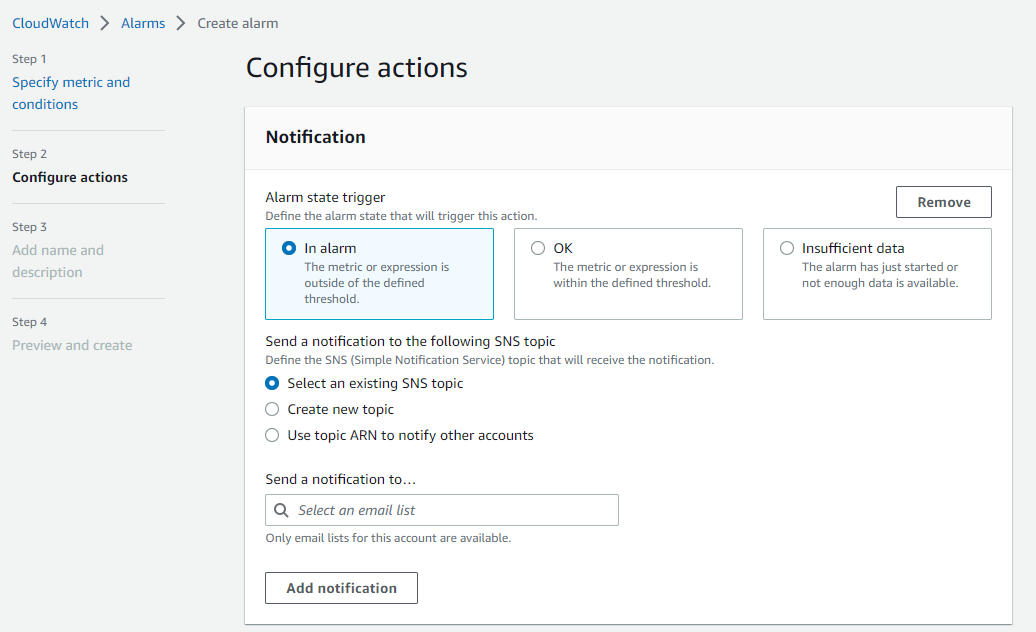 CloudWatch > Alarms > Create alarm
Step 1
Specify metric and
conditions
Step 2
Configure actions
Step 3
Add name and
description
Step 4
Preview and create
Configure actions
Notification
Alarm state trigger
Define the alarm state that will trigger this action.
Remove
In alarm
The metric or expression is
outside of the defined
threshold.
OK
The metric or expression is
within the defined threshold.
Insufficient data
The alarm has just started or
not enough data is available.
Send a notification to the following SNS topic
Define the SNS (Simple Notification Service) topic that will receive the notification.
Select an existing SNS topic
Create new topic
Use topic ARN to notify other accounts
Send a notification to…
Select an email list
Only email lists for this account are available.
Add notification